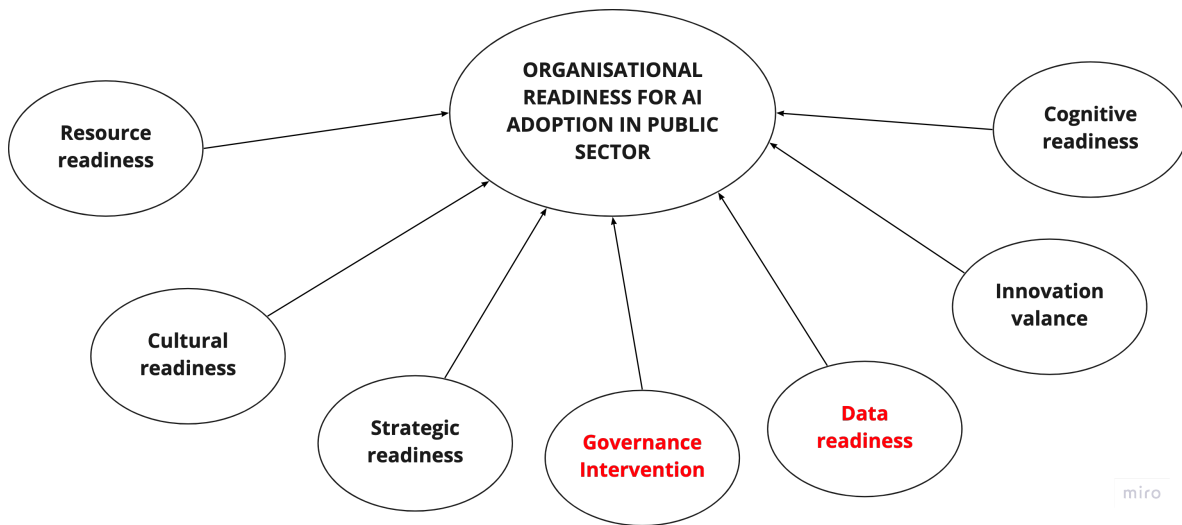 ORGANISATIONAL
READINESS FOR AI
ADOPTION IN PUBLIC
SECTOR
Resource
readiness
Cognitive
readiness
Cultural
readiness
Innovation
valance
Strategic
readiness
Governance
Intervention
Data
readiness
miro